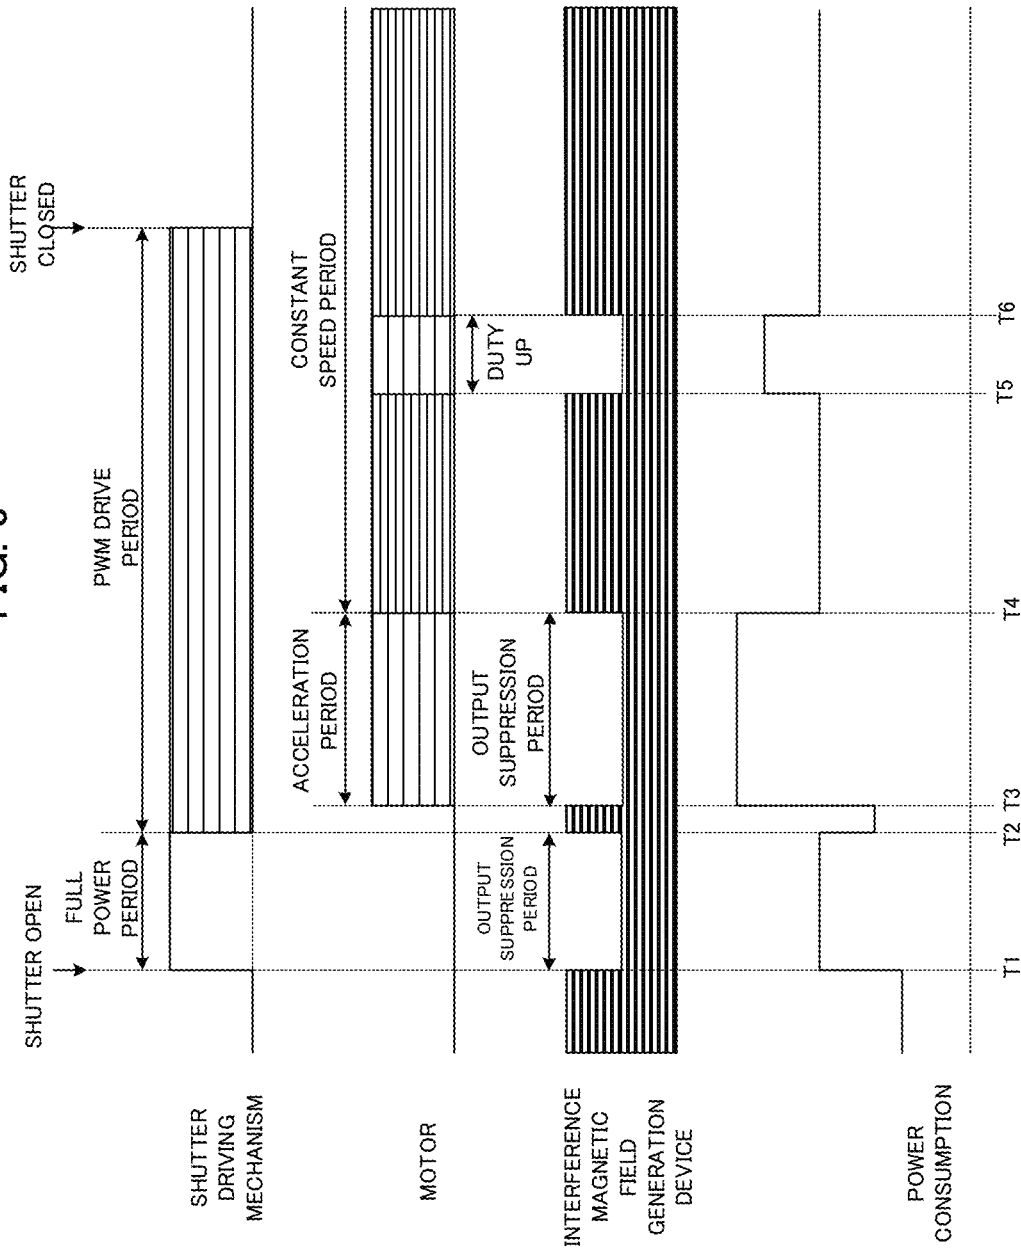 SHUTTER OPEN
SHUTTER
CLOSED
FULL
POWER
PERIOD
PWM DRIVE
PERIOD
SHUTTER
DRIVING
MECHANISM
ACCELERATION
PERIOD
CONSTANT
SPEED PERIOD
MOTOR
DUTY
UP
OUTPUT
SUPPRESSION
PERIOD
OUTPUT
SUPPRESSION
PERIOD
INTERFERENCE
MAGNETIC
FIELD
GENERATION
DEVICE
POWER
CONSUMPTION
T1
T2
T3
T4
T5
T6